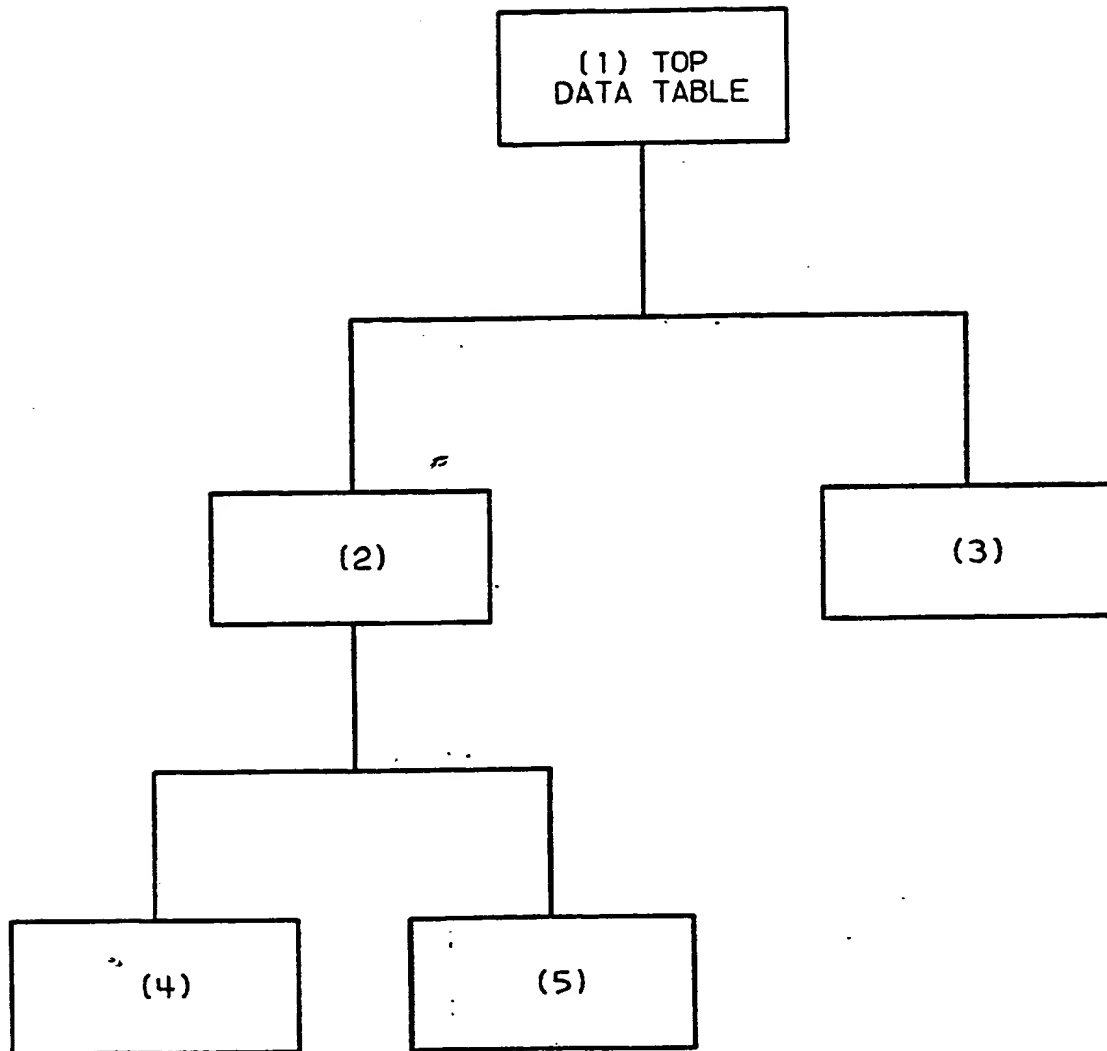 (1) TOP
DATA TABLE
(2)
(3)
(4)
(5)